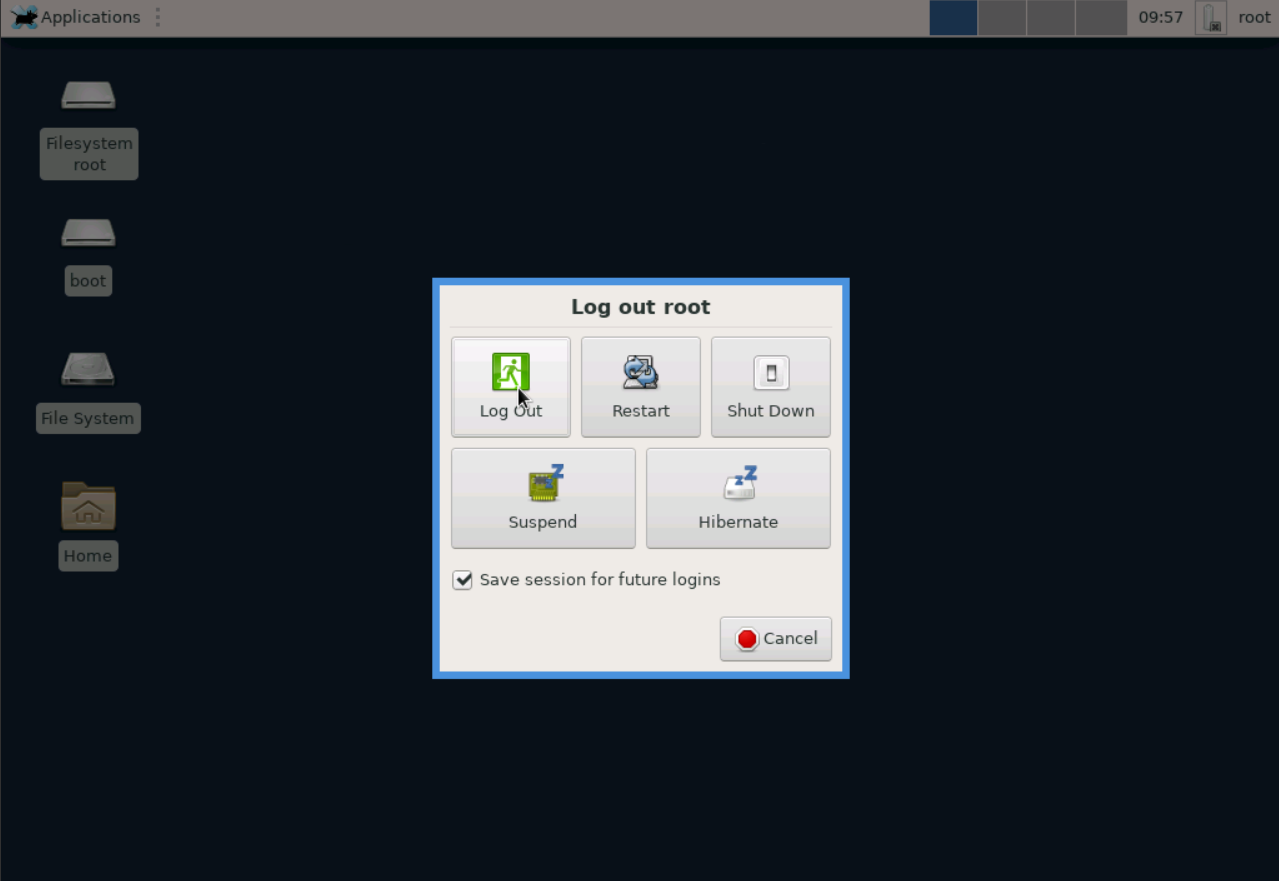 Applications
09:57
root
Filesystem
root
boot
File System
Home
Log out root
Log Out
Restart
Shut Down
Suspend
Hibernate
Save session for future logins
Cancel